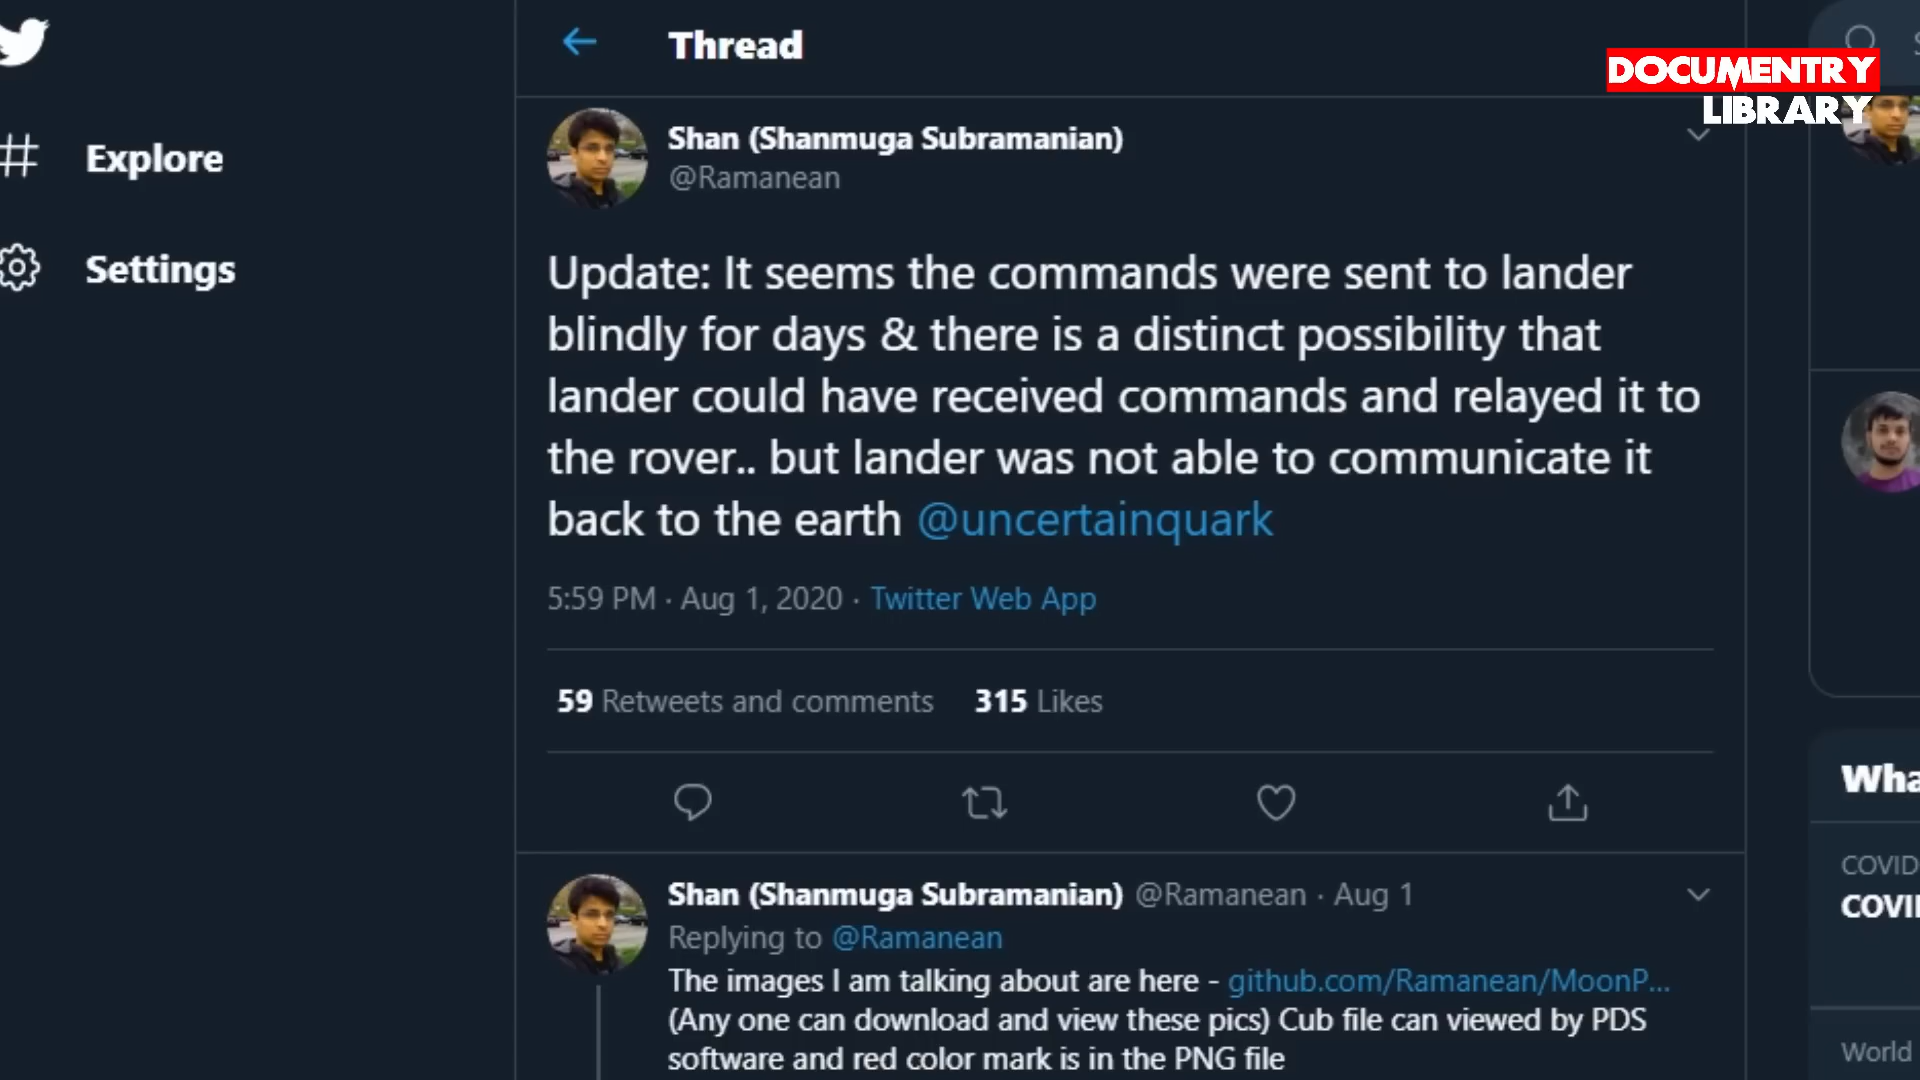 Thread
DOCUMENTRY
LIBRARY
Explore
Settings
Shan (Shanmuga Subramanian)
@Ramanean
Update: It seems the commands were sent to lander
blindly for days & there is a distinct possibility that
lander could have received commands and relayed it to
the rover.. but lander was not able to communicate it
back to the earth @uncertainquark
5:59 PM · Aug 1, 2020 · Twitter Web App
59 Retweets and comments 315 Likes
Shan (Shanmuga Subramanian) @Ramanean · Aug 1
Replying to @Ramanean
The images I am talking about are here - github.com/Ramanean/MoonP...
(Any one can download and view these pics) Cub file can viewed by PDS
software and red color mark is in the PNG file
COVID
World